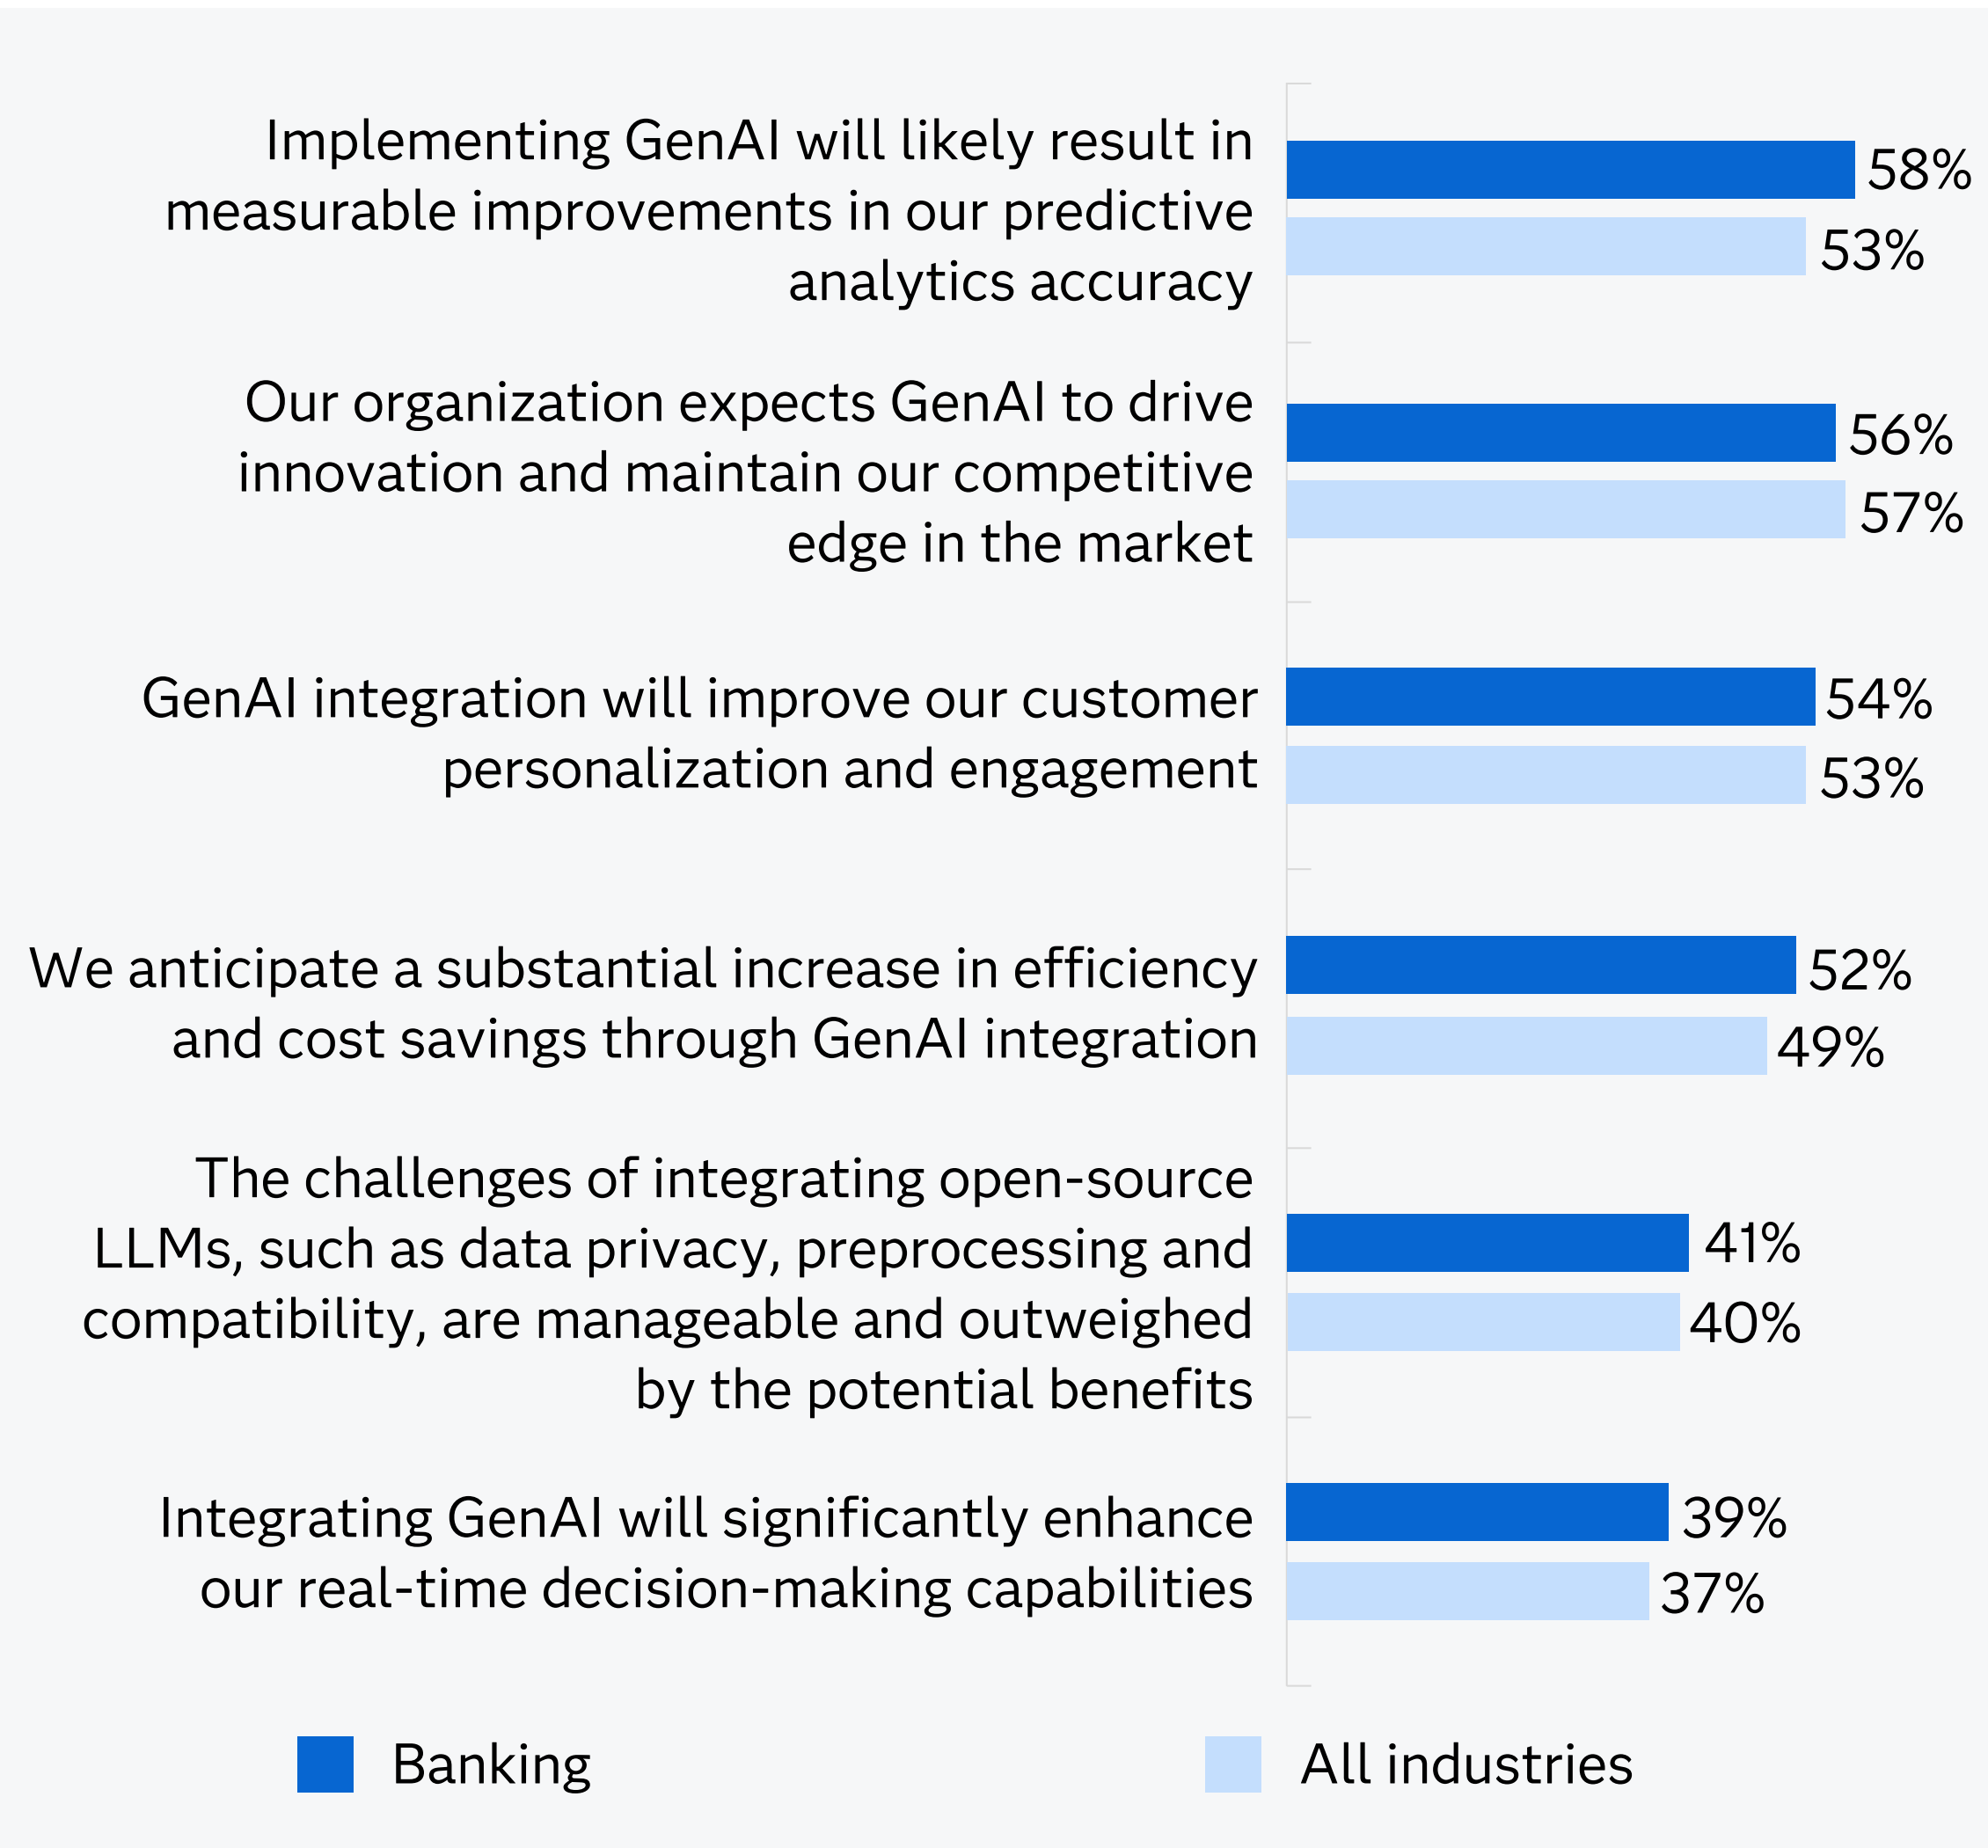 Implementing GenAI will likely result in
measurable improvements in our predictive
analytics accuracy
58%
53%
Our organization expects GenAI to drive
innovation and maintain our competitive
edge in the market
56%
57%
GenAI integration will improve our customer
personalization and engagement
54%
53%
We anticipate a substantial increase in efficiency
and cost savings through GenAI integration
52%
49%
The challenges of integrating open-source
LLMs, such as data privacy, preprocessing and
compatibility, are manageable and outweighed
by the potential benefits
41%
40%
Integrating GenAI will significantly enhance
our real-time decision-making capabilities
39%
37%
Banking
All industries